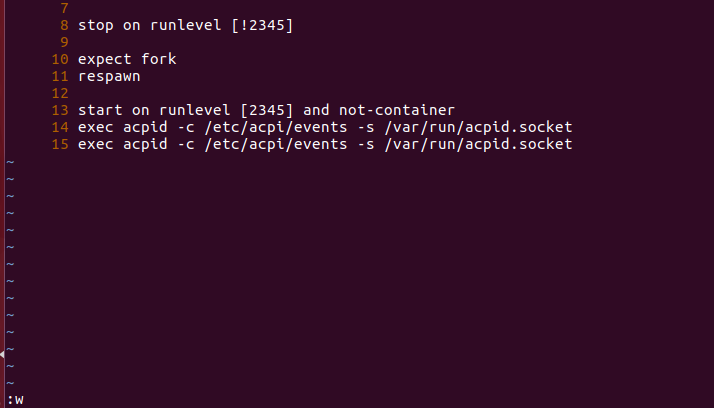 7
8 stop on runlevel [!2345]
9
10 expect fork
11 respawn
12
13 start on runlevel [2345] and not-container
14 exec acpid -c /etc/acpi/events -s /var/run/acpid.socket
15 exec acpid -c /etc/acpi/events -s /var/run/acpid.socket
~
~
~
~
~
~
~
~
~
~
~
~
~
~
:w